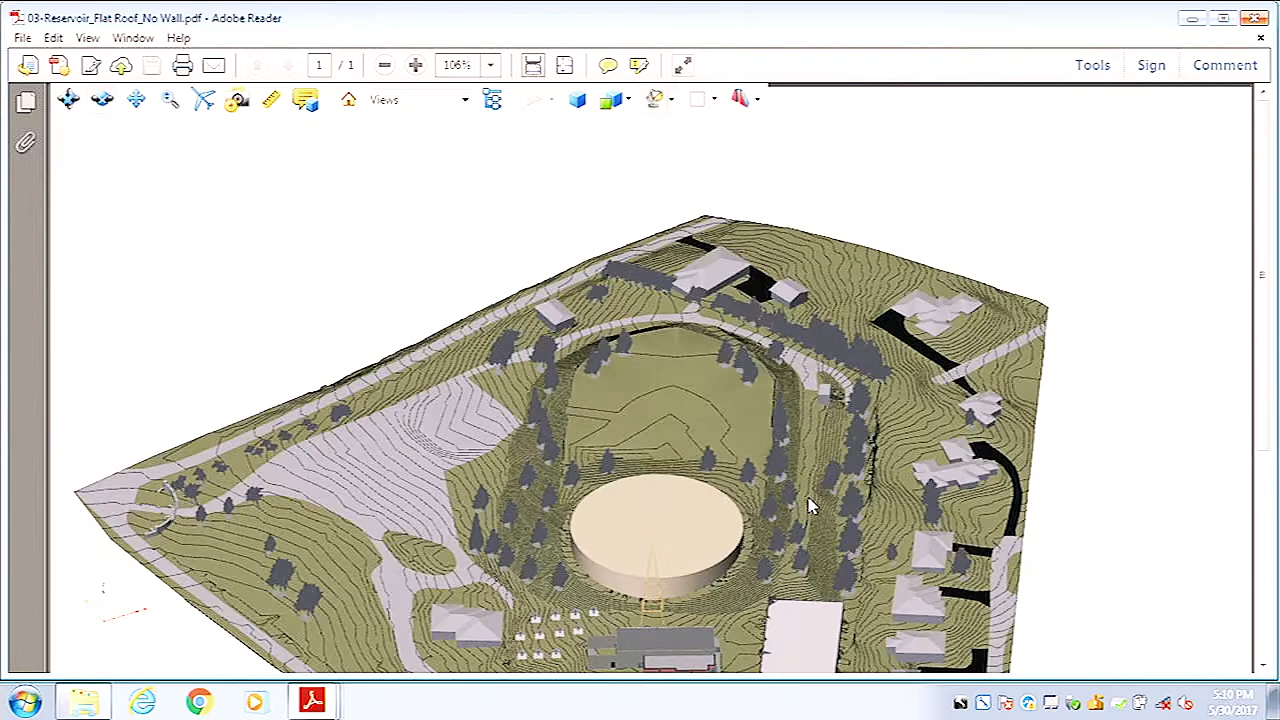 03-Reservoir_Flat Roof_No Wall.pdf - Adobe Reader
File Edit View Window Help
1 / 1 106% Tools Sign Comment
Views
5:10 PM
5/30/2017